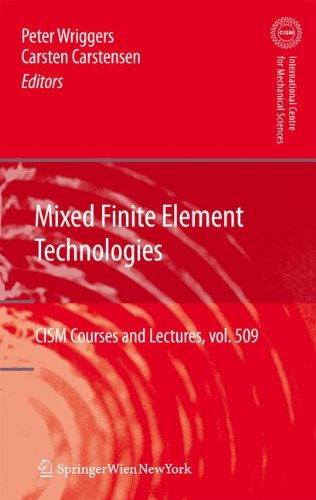 Peter Wriggers
Carsten Carstensen
Editors
CISM
International Centre
for Mechanical Sciences
Mixed Finite Element
Technologies
CISM Courses and Lectures, vol. 509
SpringerWienNewYork